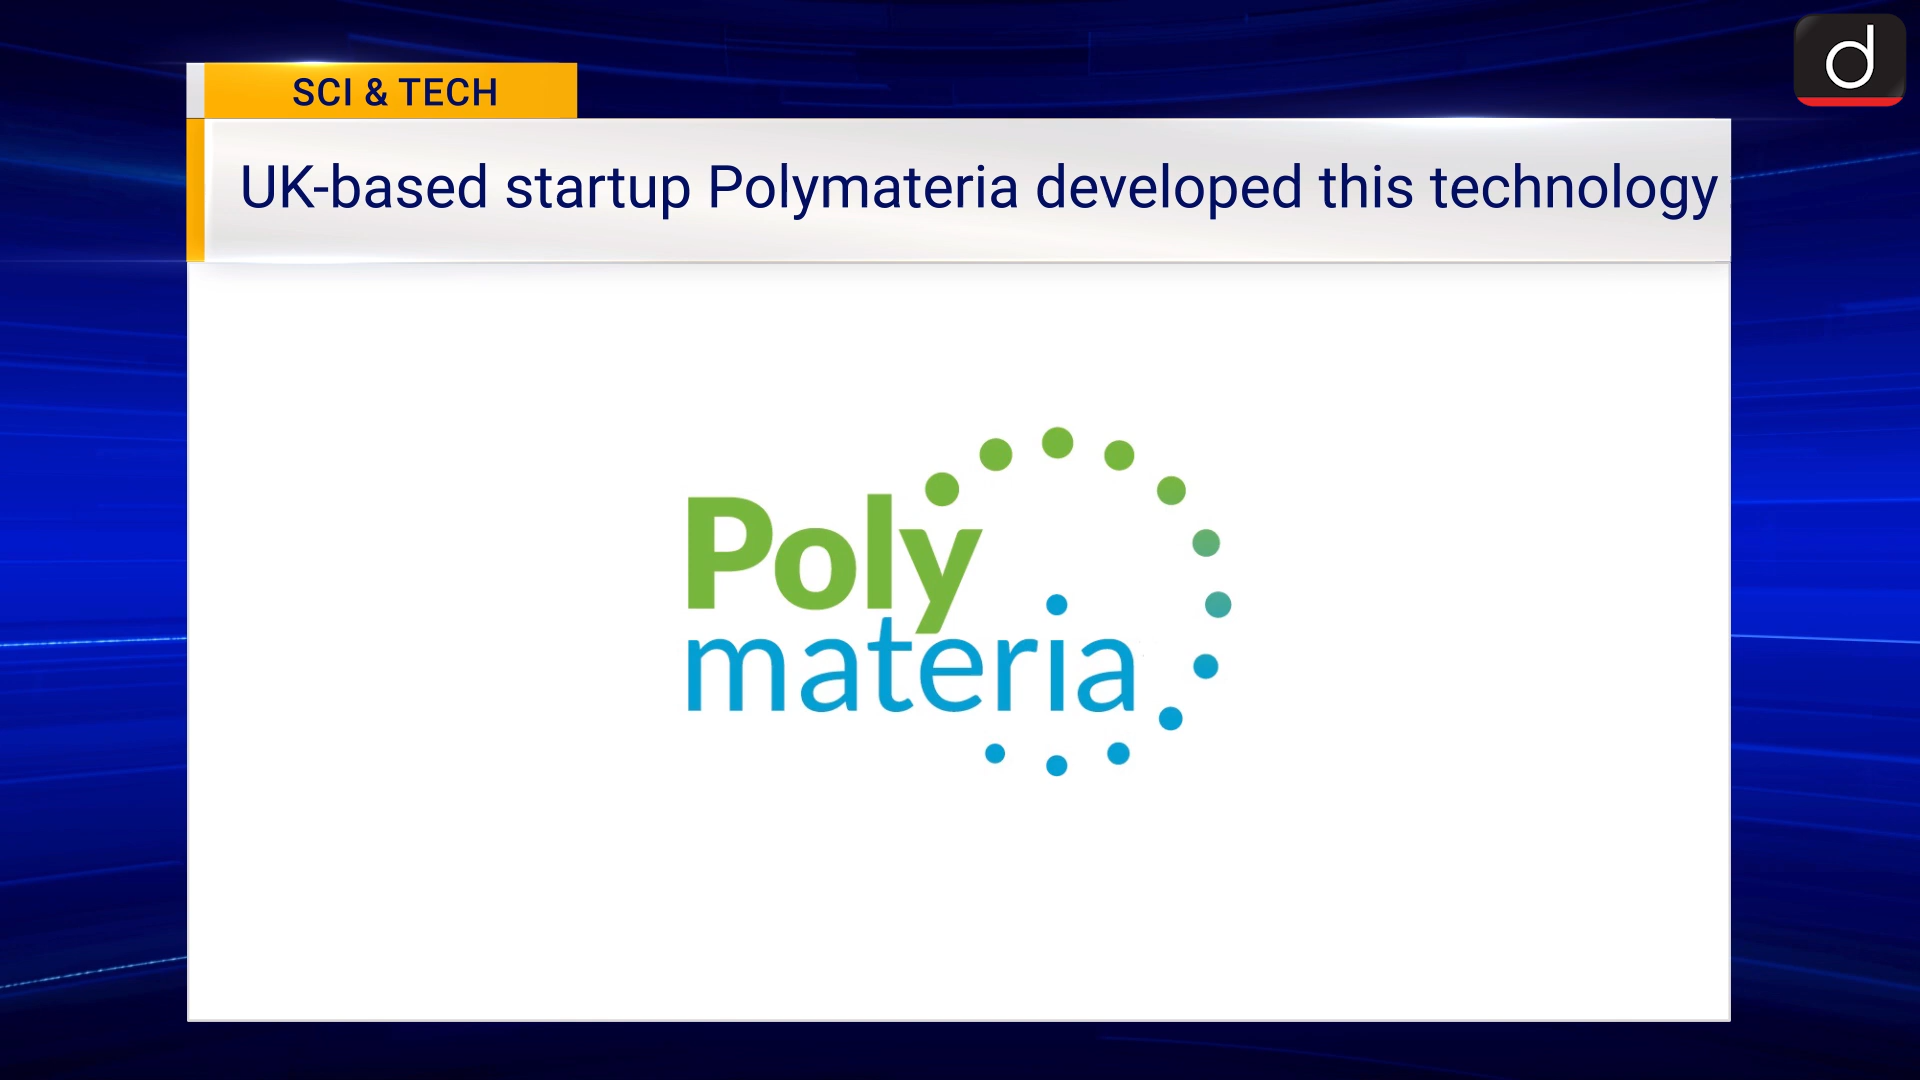 SCI & TECH
d
UK-based startup Polymateria developed this technology
Poly
materia